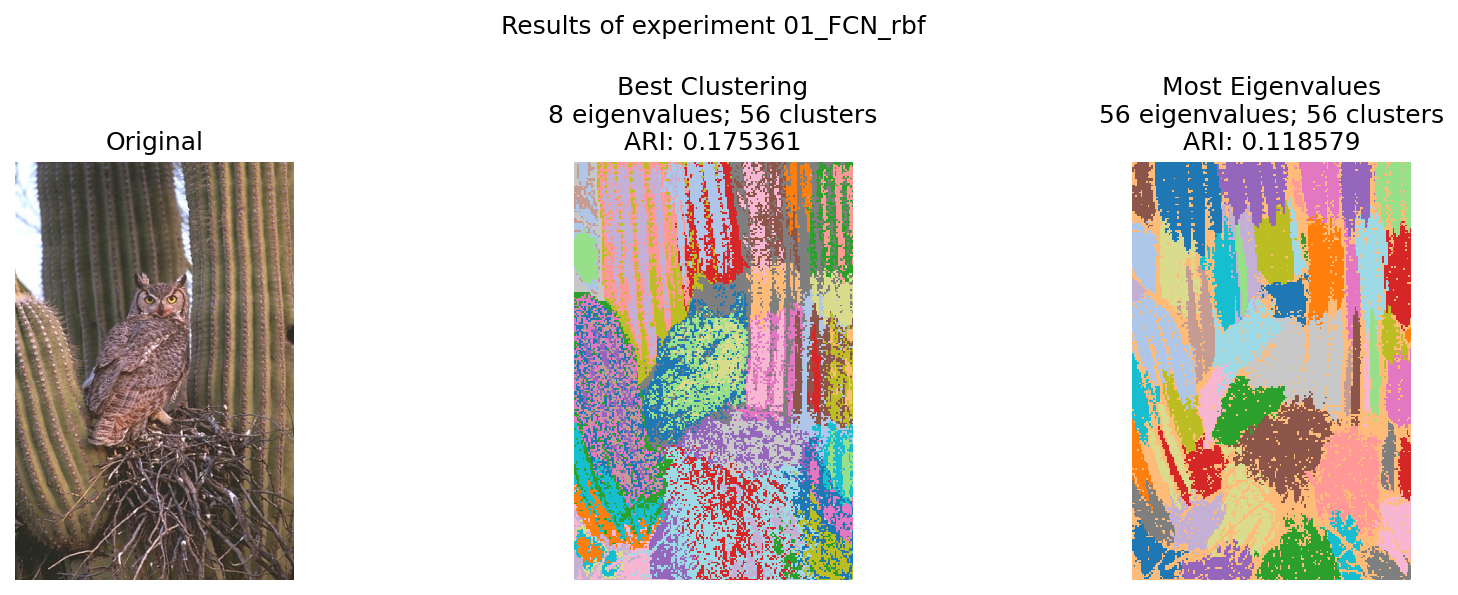 Results of experiment 01_FCN_rbf
Original
Best Clustering
8 eigenvalues; 56 clusters
ARI: 0.175361
Most Eigenvalues
56 eigenvalues; 56 clusters
ARI: 0.118579